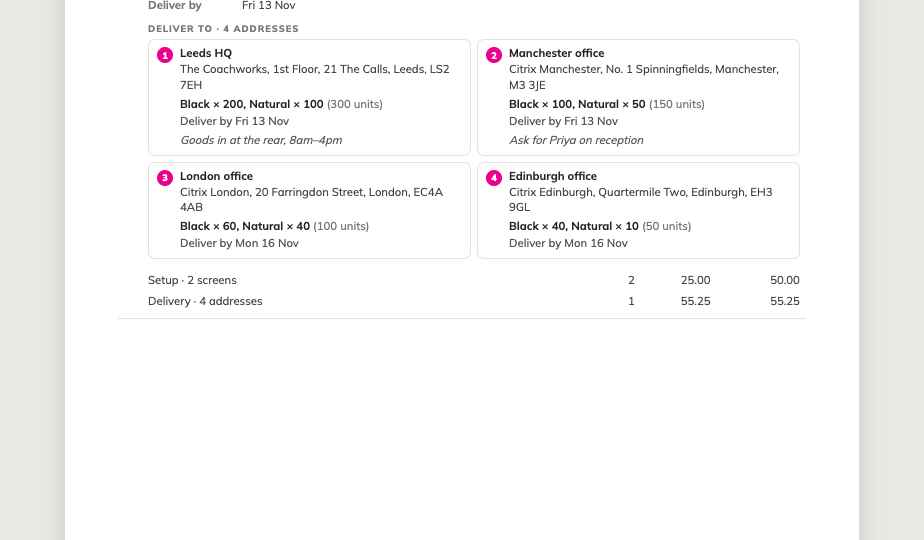 Deliver by Fri 13 Nov
DELIVER TO · 4 ADDRESSES
1 Leeds HQ
The Coachworks, 1st Floor, 21 The Calls, Leeds, LS2
7EH
Black × 200, Natural × 100 (300 units)
Deliver by Fri 13 Nov
Goods in at the rear, 8am–4pm
2 Manchester office
Citrix Manchester, No. 1 Spinningfields, Manchester,
M3 3JE
Black × 100, Natural × 50 (150 units)
Deliver by Fri 13 Nov
Ask for Priya on reception
3 London office
Citrix London, 20 Farringdon Street, London, EC4A
4AB
Black × 60, Natural × 40 (100 units)
Deliver by Mon 16 Nov
4 Edinburgh office
Citrix Edinburgh, Quartermile Two, Edinburgh, EH3
9GL
Black × 40, Natural × 10 (50 units)
Deliver by Mon 16 Nov
Setup · 2 screens 2 25.00 50.00
Delivery · 4 addresses 1 55.25 55.25